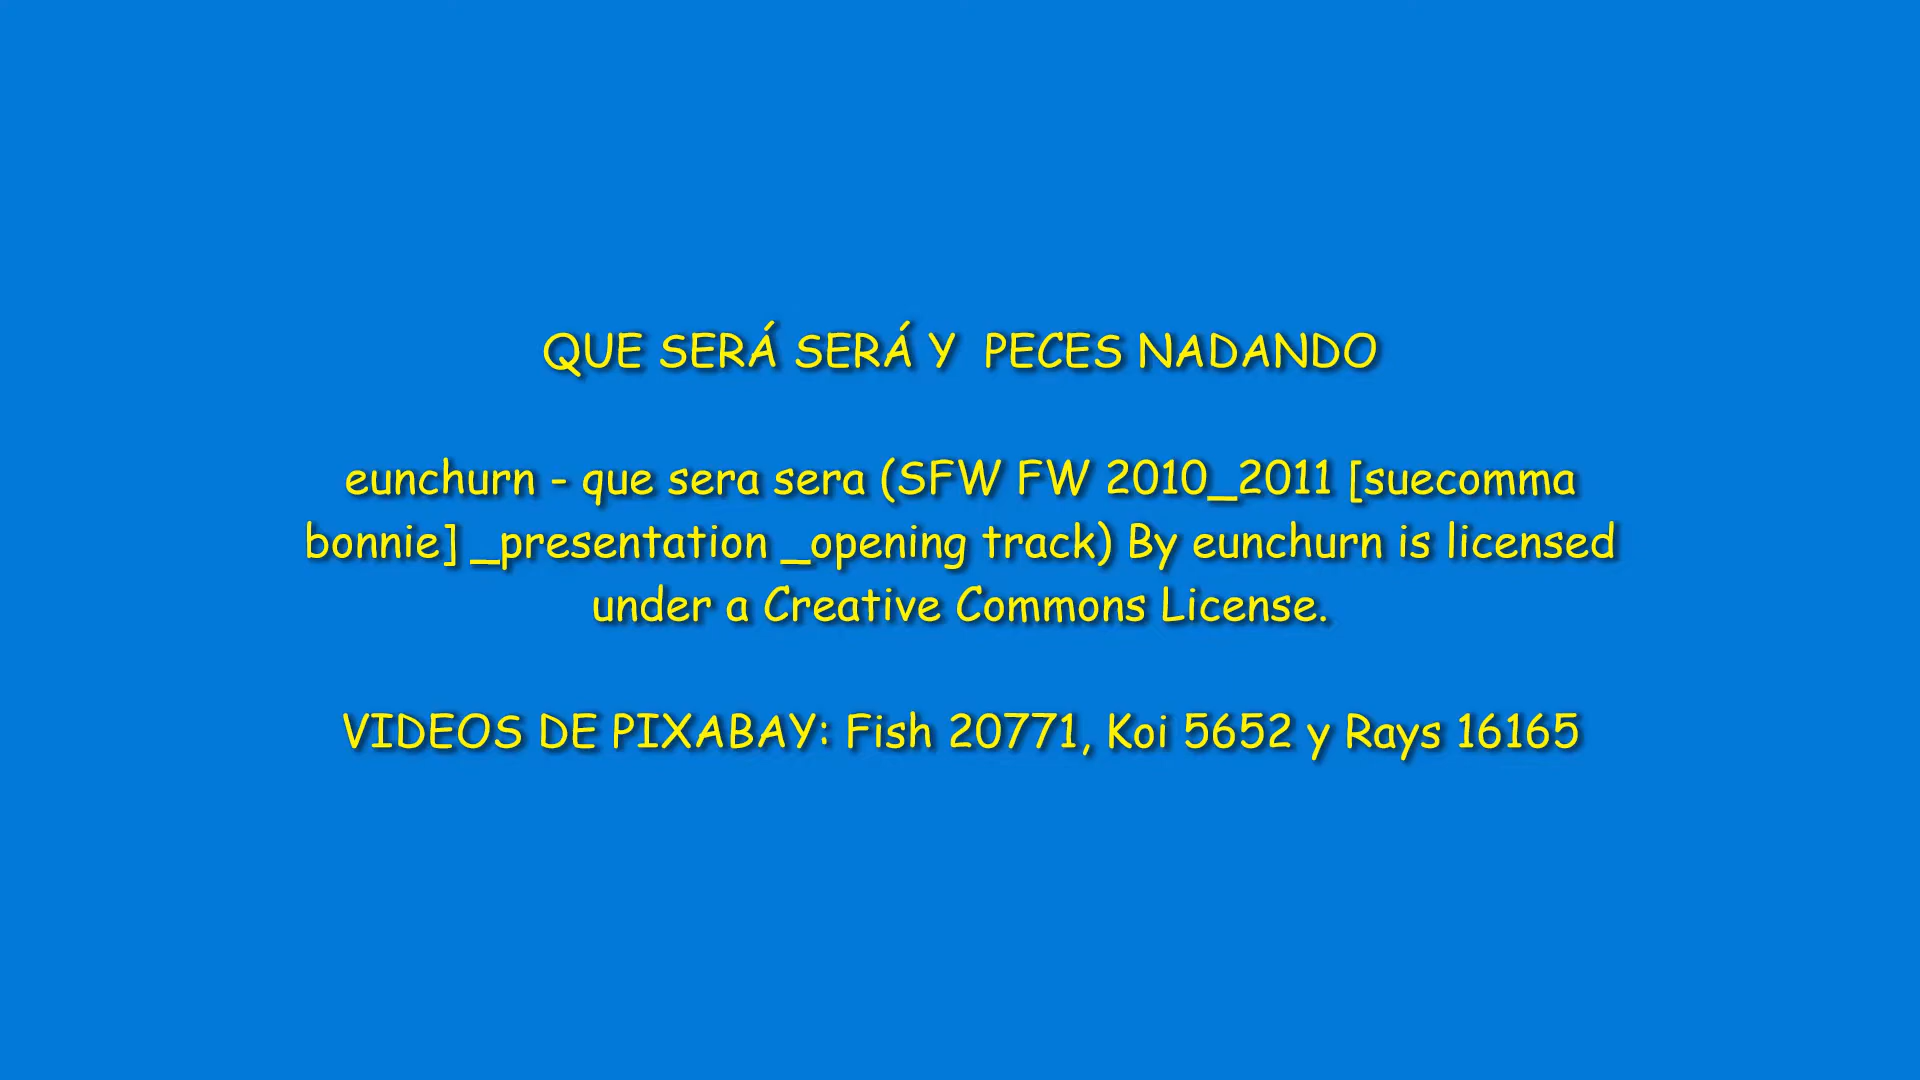 QUE SERÁ SERÁ Y  PECES NADANDO
eunchurn - que sera sera (SFW FW 2010_2011 [suecomma
bonnie] _presentation _opening track) By eunchurn is licensed
under a Creative Commons License.
VIDEOS DE PIXABAY: Fish 20771, Koi 5652 y Rays 16165